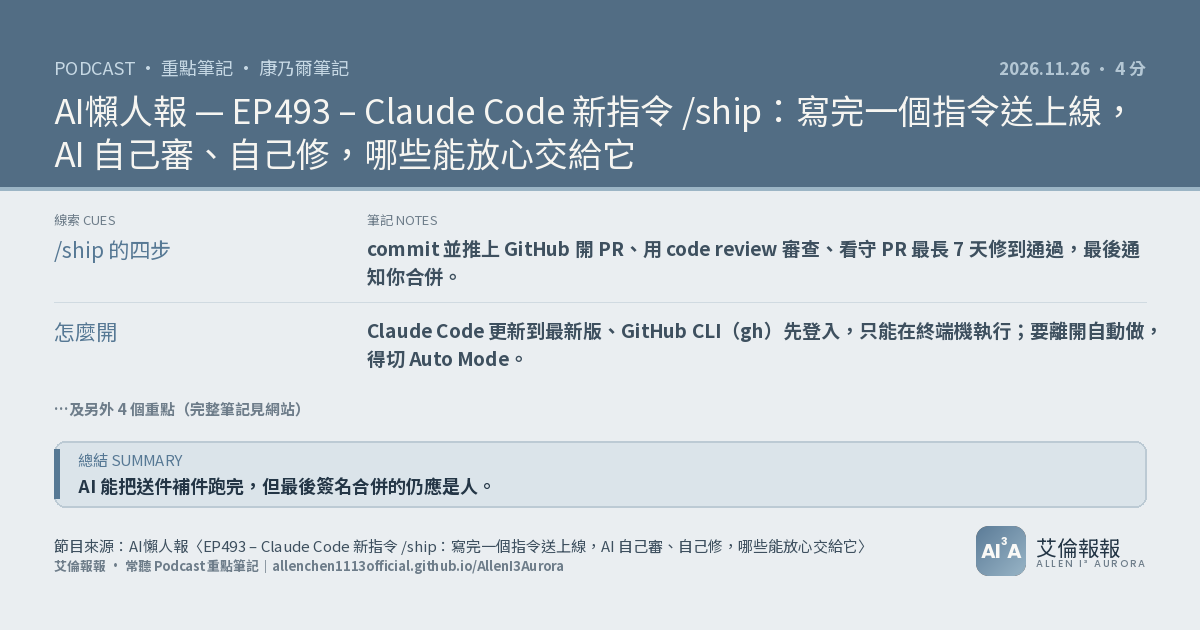 PODCAST • 重點筆記 • 康乃爾筆記
2026.11.26 • 4 分
AI懶人報 — EP493 – Claude Code 新指令 /ship：寫完一個指令送上線，
AI 自己審、自己修，哪些能放心交給它
線索 CUES
筆記 NOTES
/ship 的四步
commit 並推上 GitHub 開 PR、用 code review 審查、看守 PR 最長 7 天修到通過，最後通
知你合併。
怎麼開
Claude Code 更新到最新版、GitHub CLI（gh）先登入，只能在終端機執行；要離開自動做，
得切 Auto Mode。
…及另外 4 個重點（完整筆記見網站）
總結 SUMMARY
AI 能把送件補件跑完，但最後簽名合併的仍應是人。
節目來源：AI懶人報〈EP493 – Claude Code 新指令 /ship：寫完一個指令送上線，AI 自己審、自己修，哪些能放心交給它〉
艾倫報報 • 常聽 Podcast 重點筆記｜allenchen1113official.github.io/AllenI3Aurora
AI³A
艾倫報報
ALLEN I³ AURORA